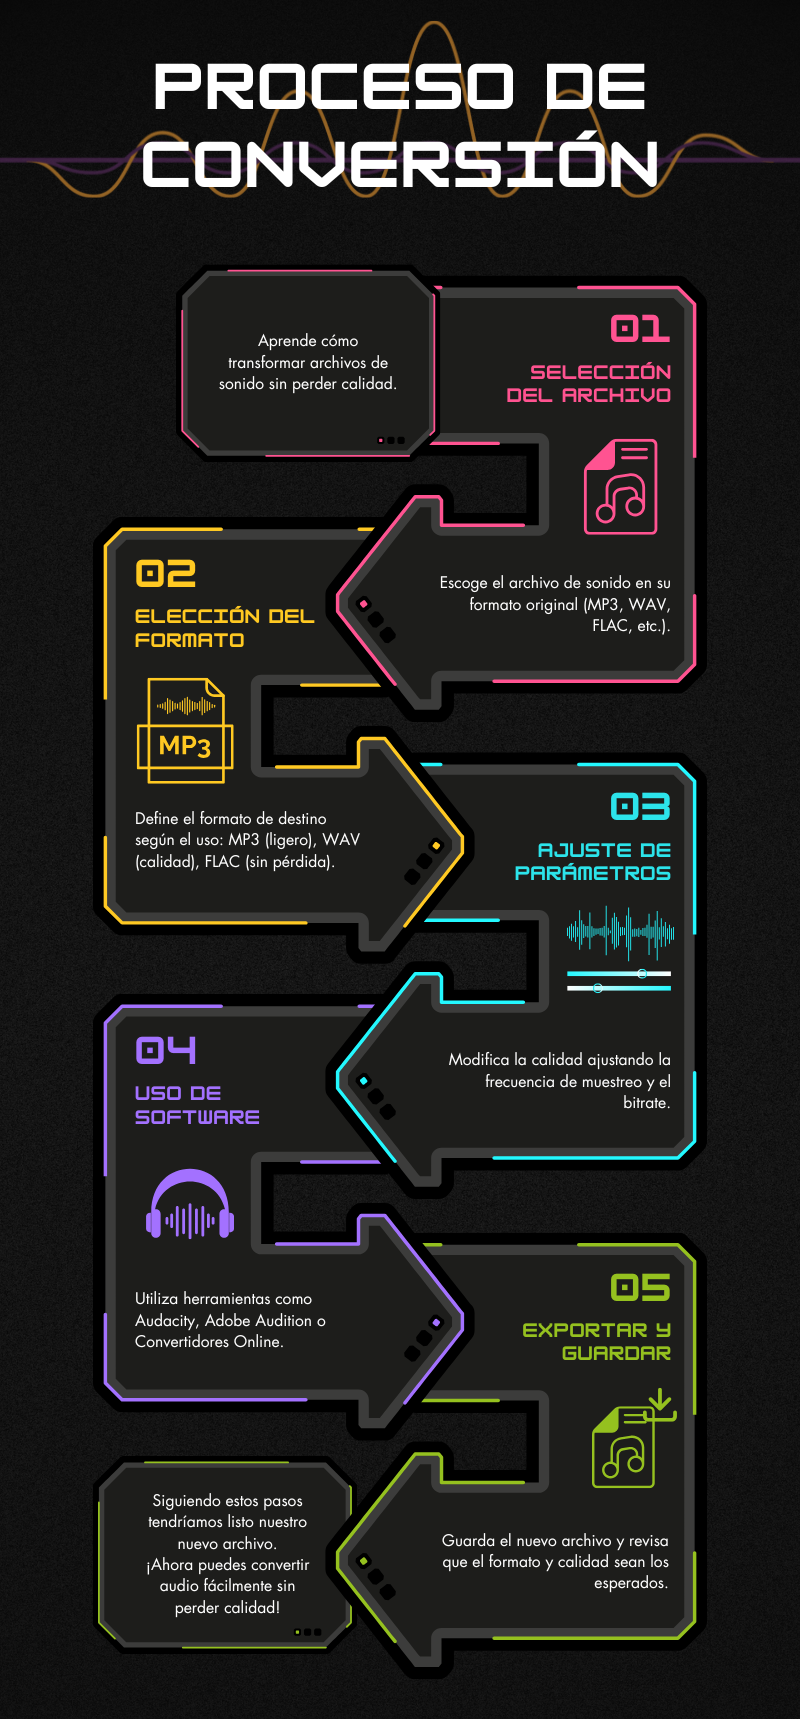 PROCESO DE
CONVERSIÓN
Aprende cómo
transformar archivos de
sonido sin perder calidad.
01
SELECCIÓN
DEL ARCHIVO
Escoge el archivo de sonido en su
formato original (MP3, WAV,
FLAC, etc.).
02
ELECCIÓN DEL
FORMATO
MP3
Define el formato de destino
según el uso: MP3 (ligero), WAV
(calidad), FLAC (sin pérdida).
03
AJUSTE DE
PARÁMETROS
Modifica la calidad ajustando la
frecuencia de muestreo y el
bitrate.
04
USO DE
SOFTWARE
Utiliza herramientas como
Audacity, Adobe Audition o
Convertidores Online.
05
EXPORTAR Y
GUARDAR
Guarda el nuevo archivo y revisa
que el formato y calidad sean los
esperados.
Siguiendo estos pasos
tendríamos listo nuestro
nuevo archivo.
¡Ahora puedes convertir
audio fácilmente sin
perder calidad!